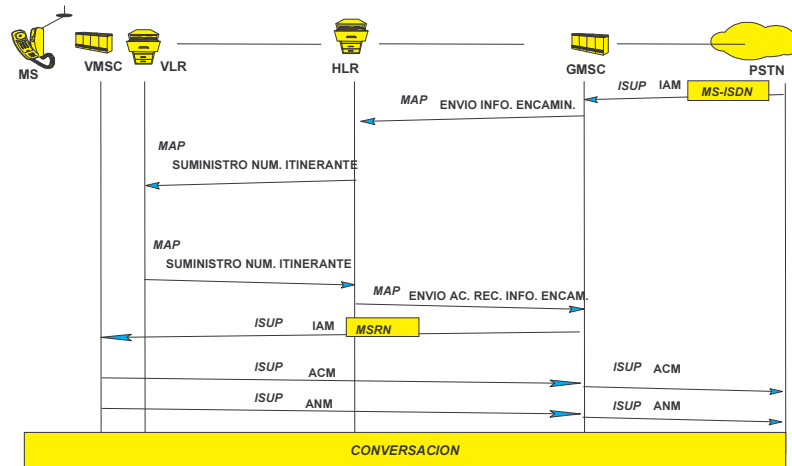 MS VMSC VLR HLR GMSC PSTN
ISUP IAM MS-ISDN
MAP ENVIO INFO. ENCAMIN.
MAP
SUMINISTRO NUM. ITINERANTE
MAP
SUMINISTRO NUM. ITINERANTE
MAP ENVIO AC. REC. INFO. ENCAM.
ISUP IAM MSRN
ISUP ACM ISUP ACM
ISUP ANM ISUP ANM
CONVERSACION